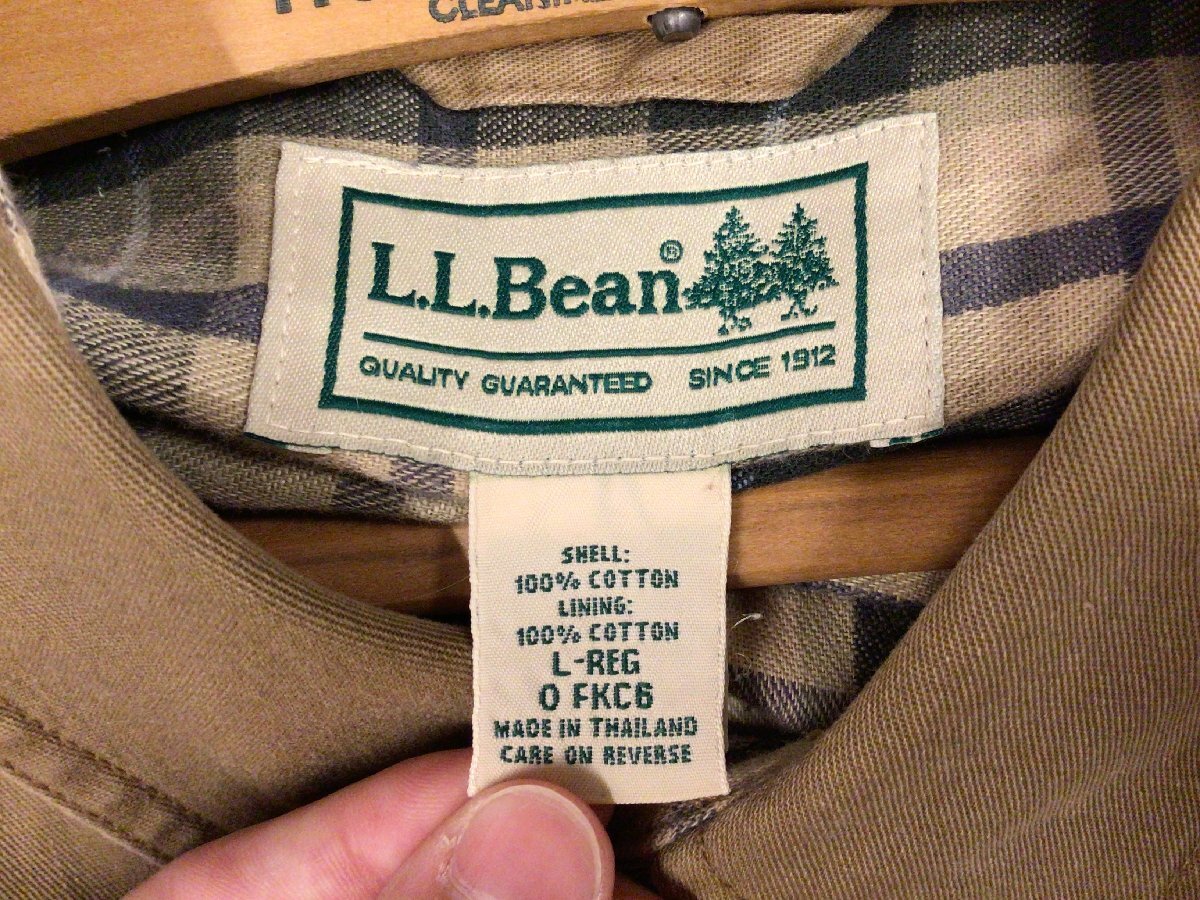 L.L.Bean®
QUALITY GUARANTEED SINCE 1912
SHELL:
100% COTTON
LINING:
100% COTTON
L-REG
0 FKC6
MADE IN THAILAND
CARE ON REVERSE